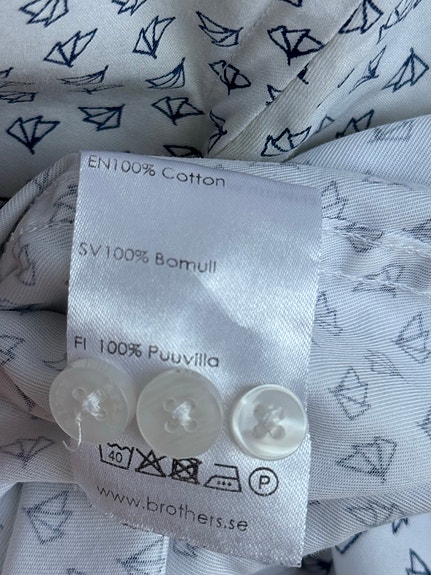 EN100% Cotton
SV100% Bomull
FI 100% Puuvilla
40 P
www.brothers.se